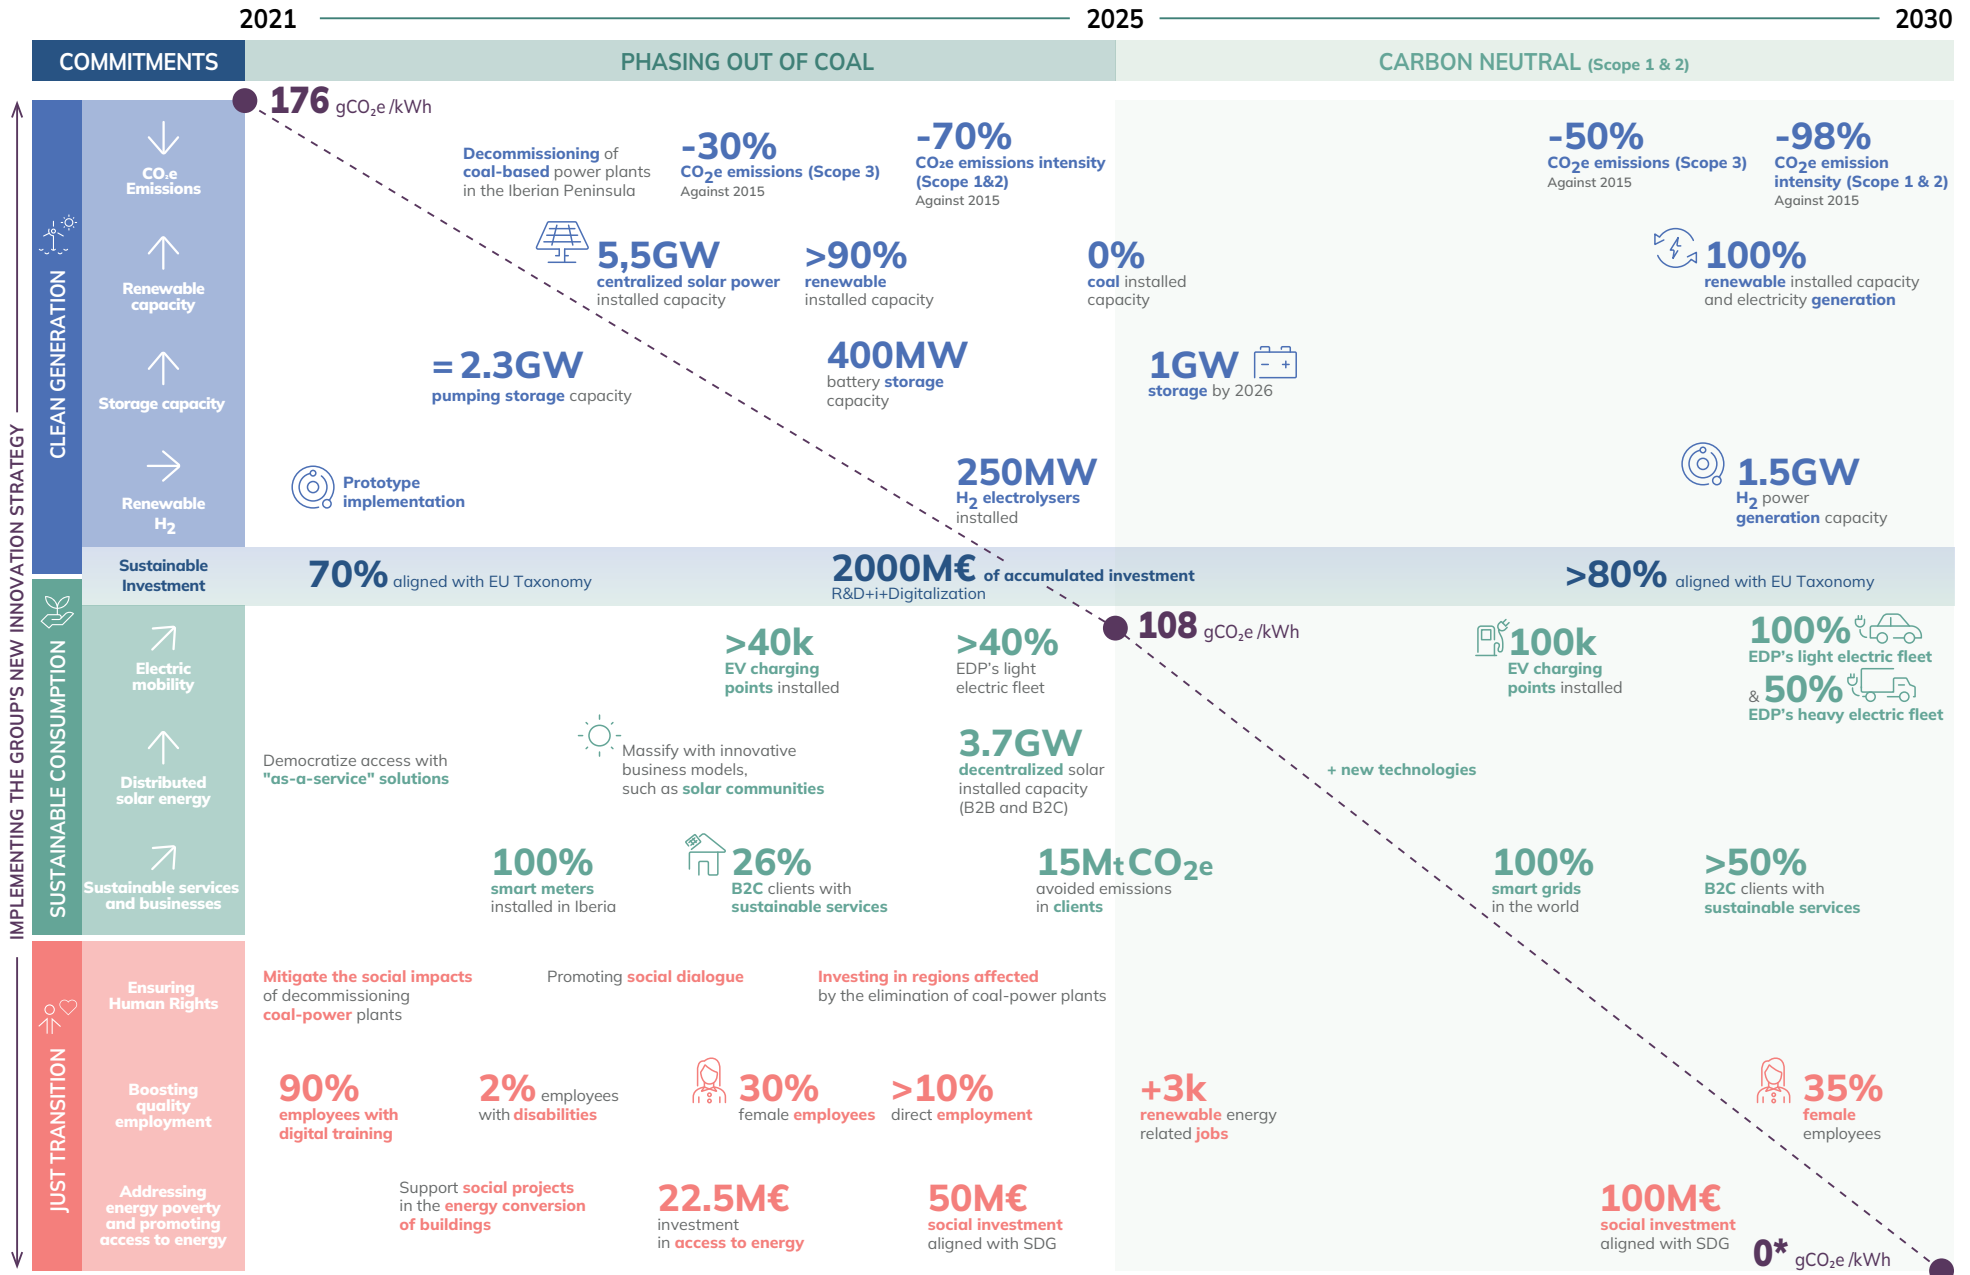 2021
2025
2030
COMMITMENTS
PHASING OUT OF COAL
CARBON NEUTRAL (Scope 1 & 2)
IMPLEMENTING THE GROUP'S NEW INNOVATION STRATEGY
CLEAN GENERATION
176 gCO₂e/kWh
CO₂e
Emissions
Decommissioning of
coal-based power plants
in the Iberian Peninsula
-30%
CO₂e emissions (Scope 3)
Against 2015
-70%
CO₂e emissions intensity
(Scope 1&2)
Against 2015
-50%
CO₂e emissions (Scope 3)
Against 2015
-98%
CO₂e emission
intensity (Scope 1 & 2)
Against 2015
Renewable
capacity
5,5GW
centralized solar power
installed capacity
>90%
renewable
installed capacity
0%
coal installed
capacity
100%
renewable installed capacity
and electricity generation
Storage capacity
= 2.3GW
pumping storage capacity
400MW
battery storage
capacity
1GW
storage by 2026
Renewable
H₂
Prototype
implementation
250MW
H₂ electrolysers
installed
1.5GW
H₂ power
generation capacity
Sustainable
Investment
70% aligned with EU Taxonomy
2000M€ of accumulated investment
R&D+i+Digitalization
>80% aligned with EU Taxonomy
SUSTAINABLE CONSUMPTION
108 gCO₂e/kWh
Electric
mobility
>40k
EV charging
points installed
>40%
EDP's light
electric fleet
100k
EV charging
points installed
100%
EDP's light electric fleet
& 50%
EDP's heavy electric fleet
Distributed
solar energy
Democratize access with
"as-a-service" solutions
Massify with innovative
business models,
such as solar communities
3.7GW
decentralized solar
installed capacity
(B2B and B2C)
+ new technologies
Sustainable services
and businesses
100%
smart meters
installed in Iberia
26%
B2C clients with
sustainable services
15MtCO₂e
avoided emissions
in clients
100%
smart grids
in the world
>50%
B2C clients with
sustainable services
JUST TRANSITION
Ensuring
Human Rights
Mitigate the social impacts
of decommissioning
coal-power plants
Promoting social dialogue
Investing in regions affected
by the elimination of coal-power plants
Boosting
quality
employment
90%
employees with
digital training
2% employees
with disabilities
30%
female employees
>10%
direct employment
+3k
renewable energy
related jobs
35%
female
employees
Addressing
energy poverty
and promoting
access to energy
Support social projects
in the energy conversion
of buildings
22.5M€
investment
in access to energy
50M€
social investment
aligned with SDG
100M€
social investment
aligned with SDG
0* gCO₂e/kWh